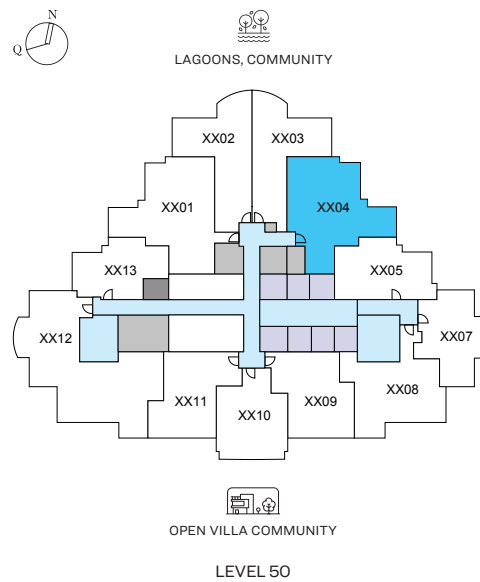 N
Q
LAGOONS, COMMUNITY
XX02
XX03
XX01
XX04
XX13
XX05
XX12
XX07
XX11
XX10
XX09
XX08
OPEN VILLA COMMUNITY
LEVEL 50